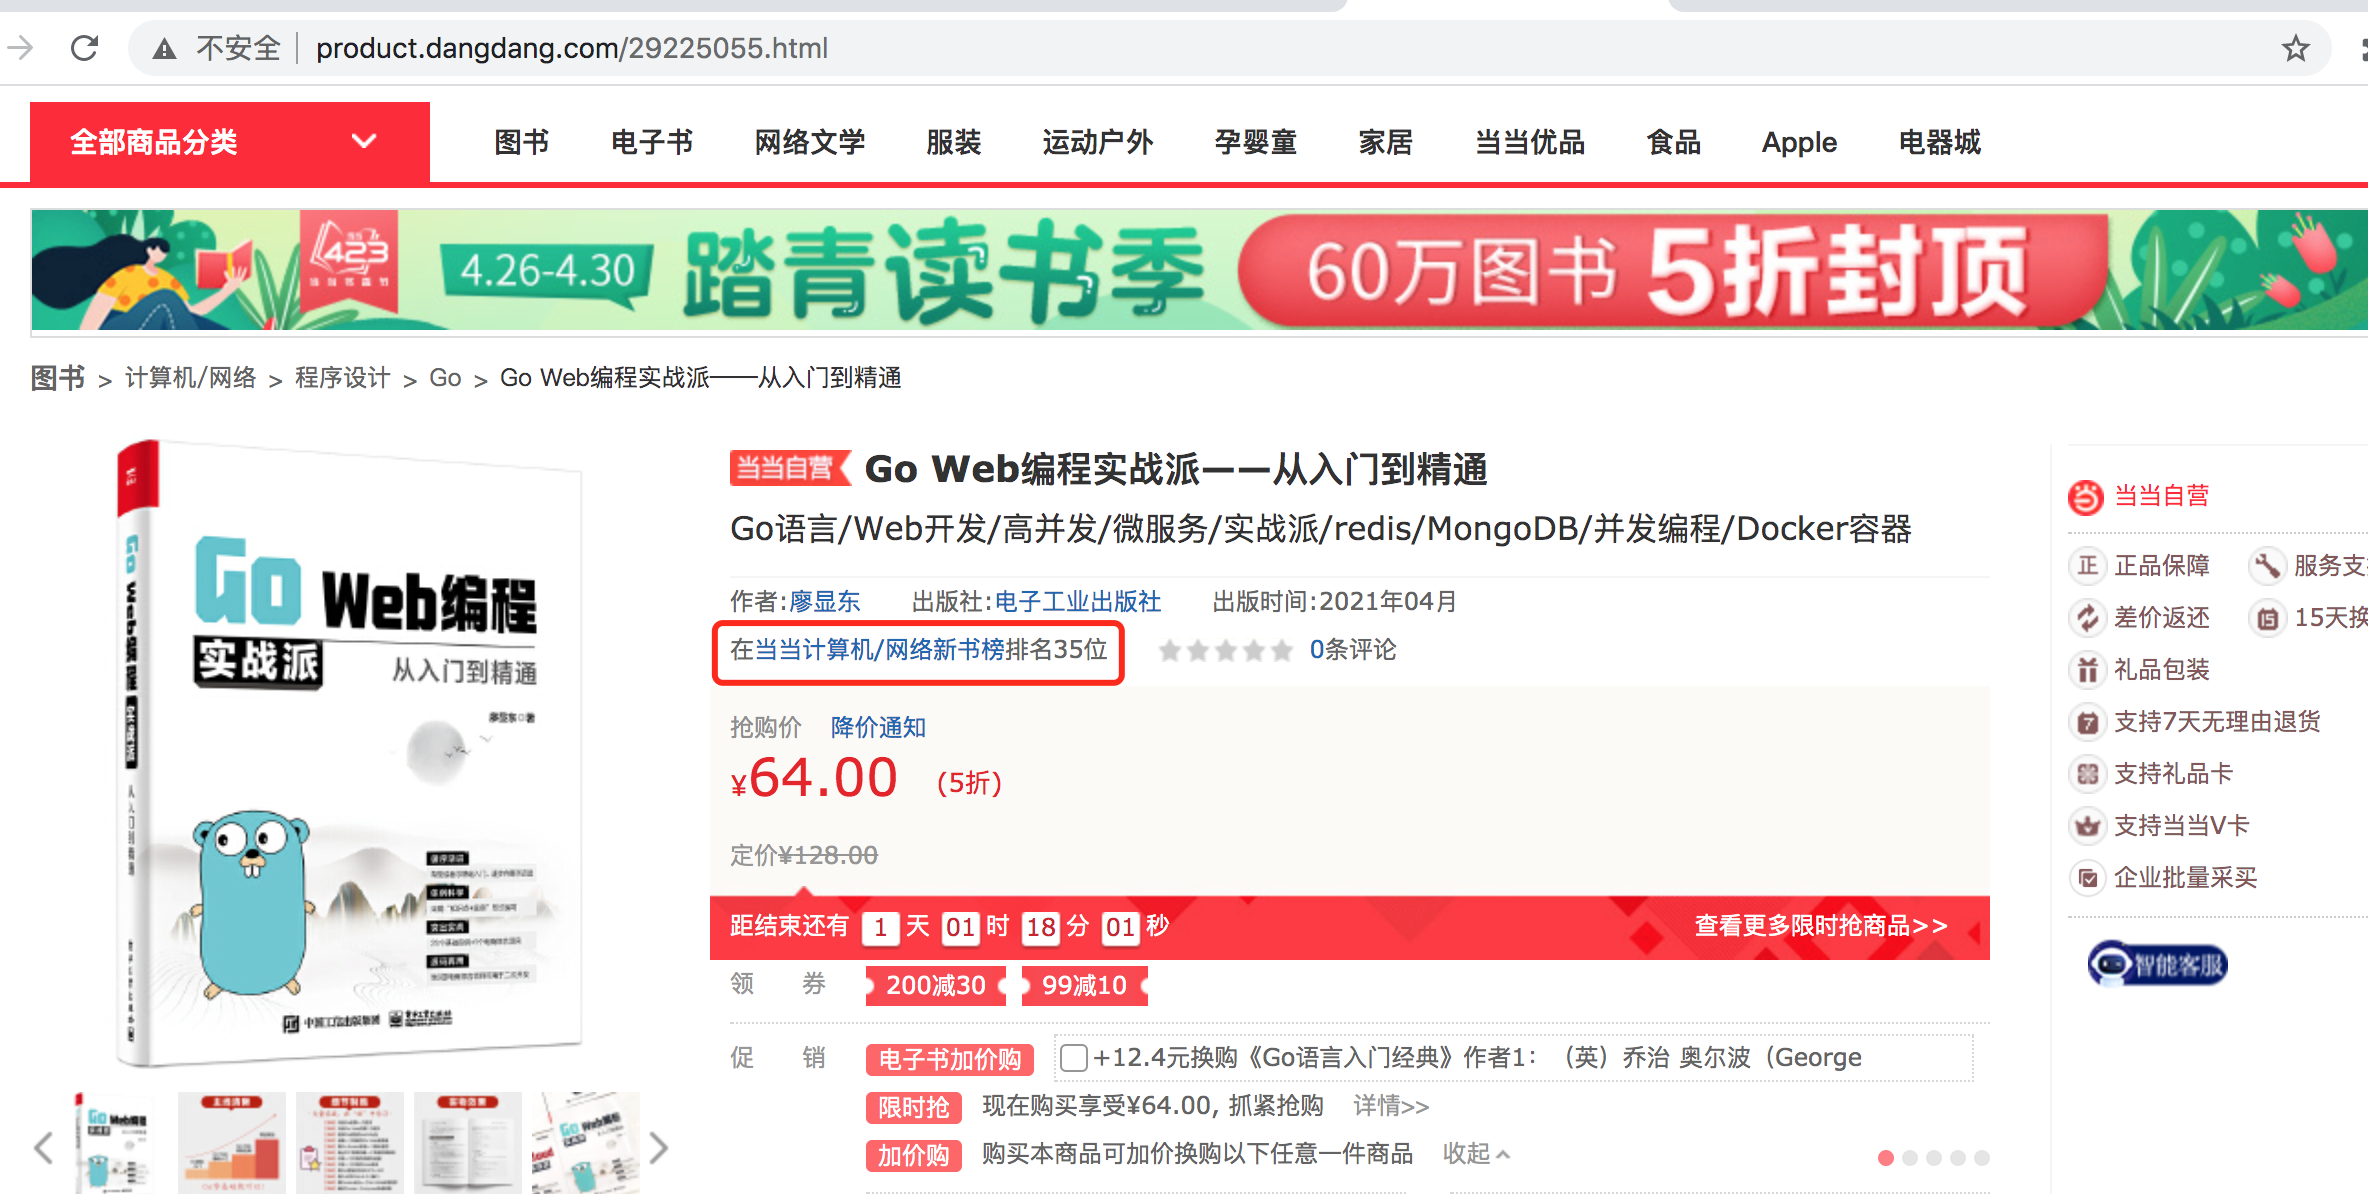 不安全 product.dangdang.com/29225055.html
全部商品分类 图书 电子书 网络文学 服装 运动户外 孕婴童 家居 当当优品 食品 Apple 电器城
423
4.26-4.30 踏青读书季 60万图书 5折封顶
图书 > 计算机/网络 > 程序设计 > Go > Go Web编程实战派——从入门到精通
Go Web编程
实战派
从入门到精通
廖显东 著
当当自营 Go Web编程实战派——从入门到精通
Go语言/Web开发/高并发/微服务/实战派/redis/MongoDB/并发编程/Docker容器
作者:廖显东 出版社:电子工业出版社 出版时间:2021年04月
在当当计算机/网络新书榜排名35位 0条评论
抢购价 降价通知
¥64.00 (5折)
定价¥128.00
距结束还有 1 天 01 时 18 分 01 秒 查看更多限时抢商品>>
领 券 200减30 99减10
促 销 电子书加价购 +12.4元换购《Go语言入门经典》作者1: （英）乔治 奥尔波（George
限时抢 现在购买享受¥64.00, 抓紧抢购 详情>>
加价购 购买本商品可加价换购以下任意一件商品 收起
当当自营
正 正品保障 服务支
差价返还 15 15天换
礼品包装
7 支持7天无理由退货
支持礼品卡
支持当当V卡
企业批量采买
智能客服